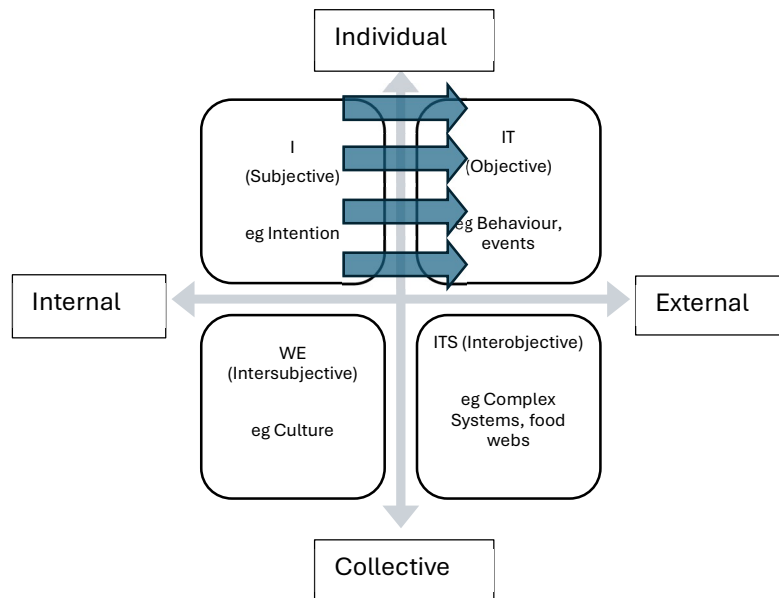 Individual
I
(Subjective)
eg Intention
IT
(Objective)
eg Behaviour,
events
Internal
External
WE
(Intersubjective)
eg Culture
ITS (Interobjective)
eg Complex
Systems, food
webs
Collective